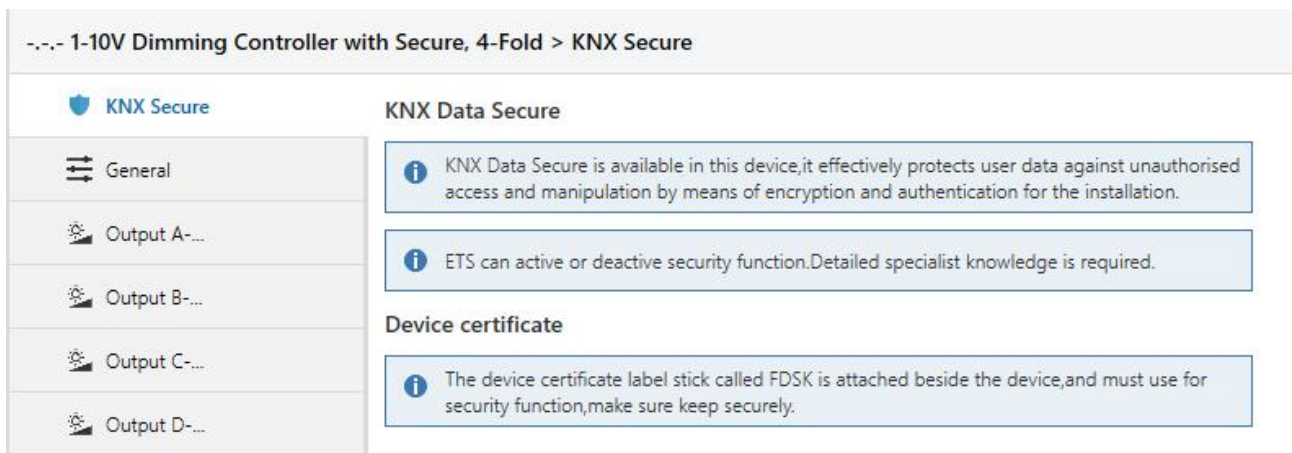 -.-.- 1-10V Dimming Controller with Secure, 4-Fold > KNX Secure
KNX Secure
General
Output A-...
Output B-...
Output C-...
Output D-...
KNX Data Secure
KNX Data Secure is available in this device,it effectively protects user data against unauthorised
access and manipulation by means of encryption and authentication for the installation.
ETS can active or deactive security function.Detailed specialist knowledge is required.
Device certificate
The device certificate label stick called FDSK is attached beside the device,and must use for
security function,make sure keep securely.